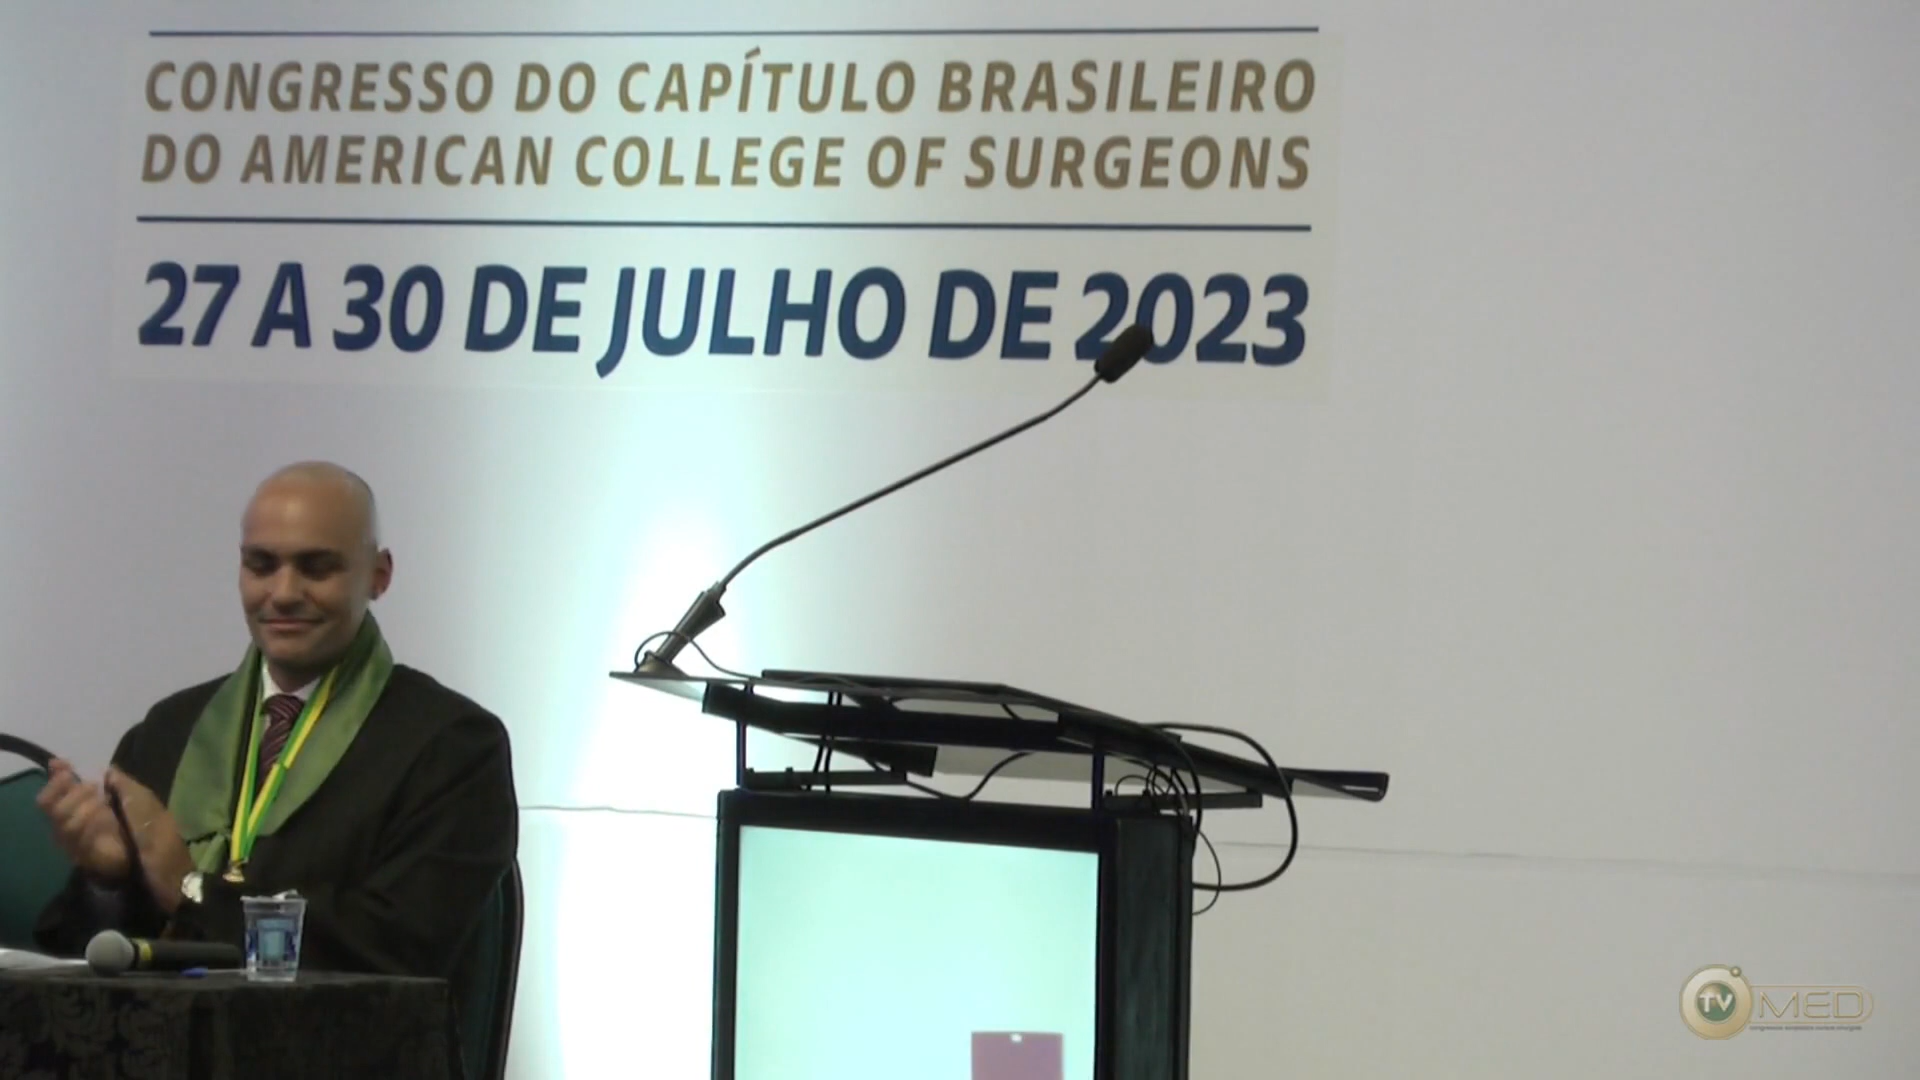 CONGRESSO DO CAPÍTULO BRASILEIRO
DO AMERICAN COLLEGE OF SURGEONS
27 A 30 DE JULHO DE 2023
TV MED